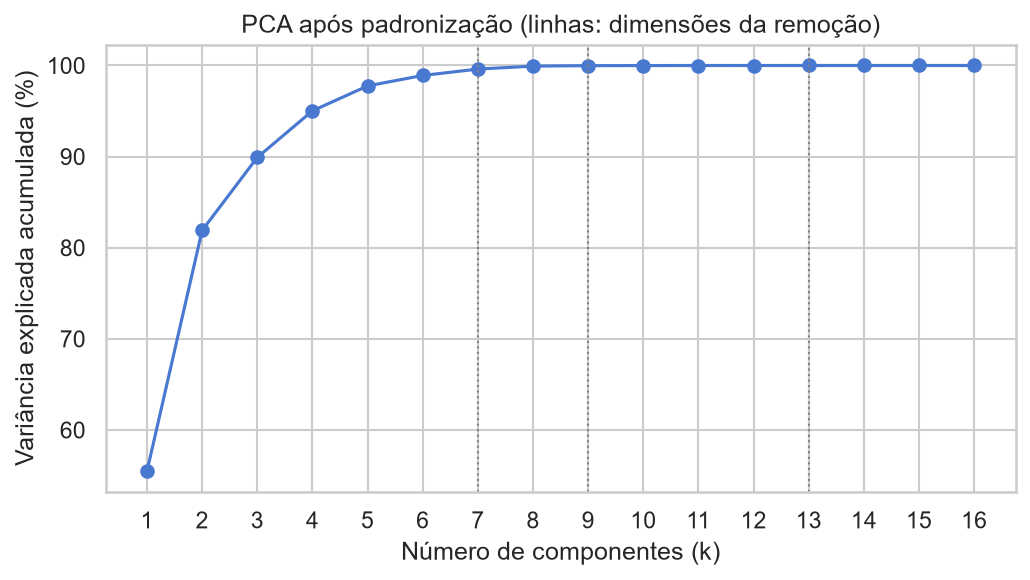 PCA após padronização (linhas: dimensões da remoção)
Variância explicada acumulada (%)
100
90
80
70
60
1 2 3 4 5 6 7 8 9 10 11 12 13 14 15 16
Número de componentes (k)